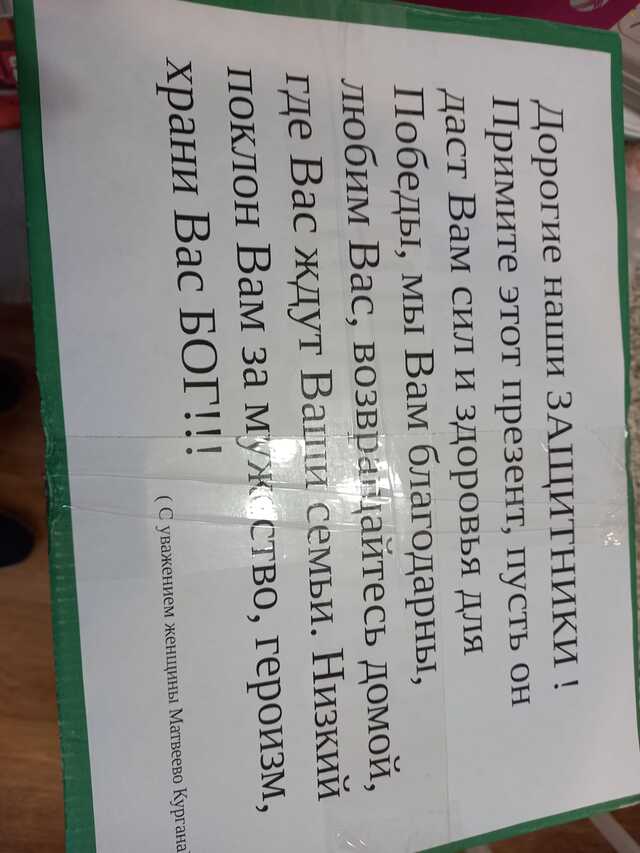 Дорогие наши ЗАЩИТНИКИ !
Примите этот презент, пусть он
даст Вам сил и здоровья для
Победы, мы Вам благодарны,
любим Вас, возвращайтесь домой,
где Вас ждут Ваши семьи. Низкий
поклон Вам за мужество, героизм,
храни Вас БОГ!!!
( С уважением женщины Матвеево Кургана)